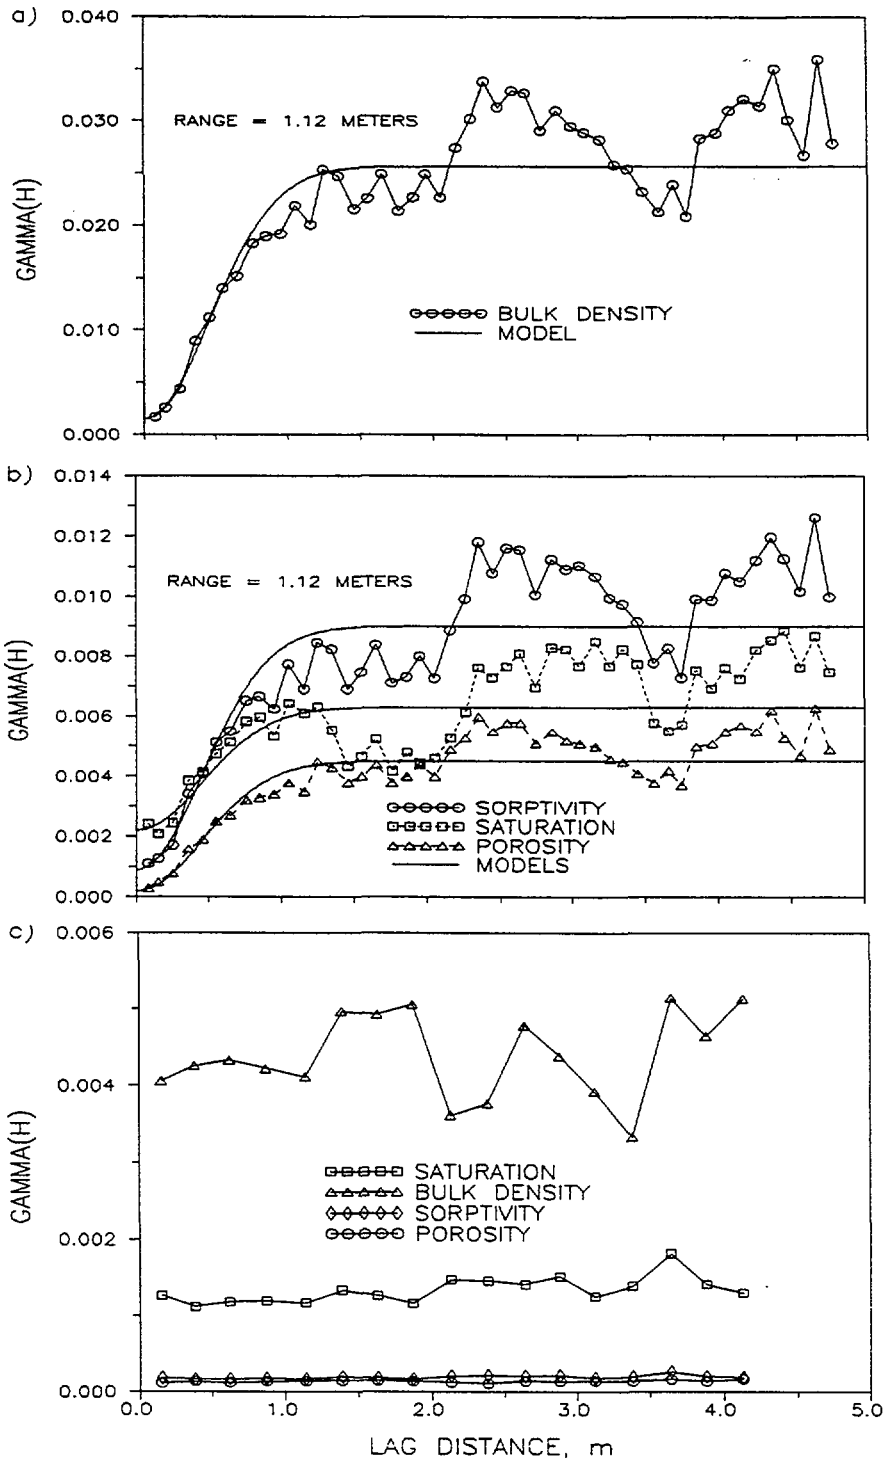 a)
0.040
0.030
RANGE = 1.12 METERS
GAMMA(H)
0.020
BULK DENSITY
MODEL
0.010
0.000
b)
0.014
0.012
RANGE = 1.12 METERS
0.010
GAMMA(H)
0.008
0.006
0.004
SORPTIVITY
SATURATION
POROSITY
MODELS
0.002
0.000
c)
0.006
0.004
GAMMA(H)
SATURATION
BULK DENSITY
SORPTIVITY
POROSITY
0.002
0.000
0.0 1.0 2.0 3.0 4.0 5.0
LAG DISTANCE, m